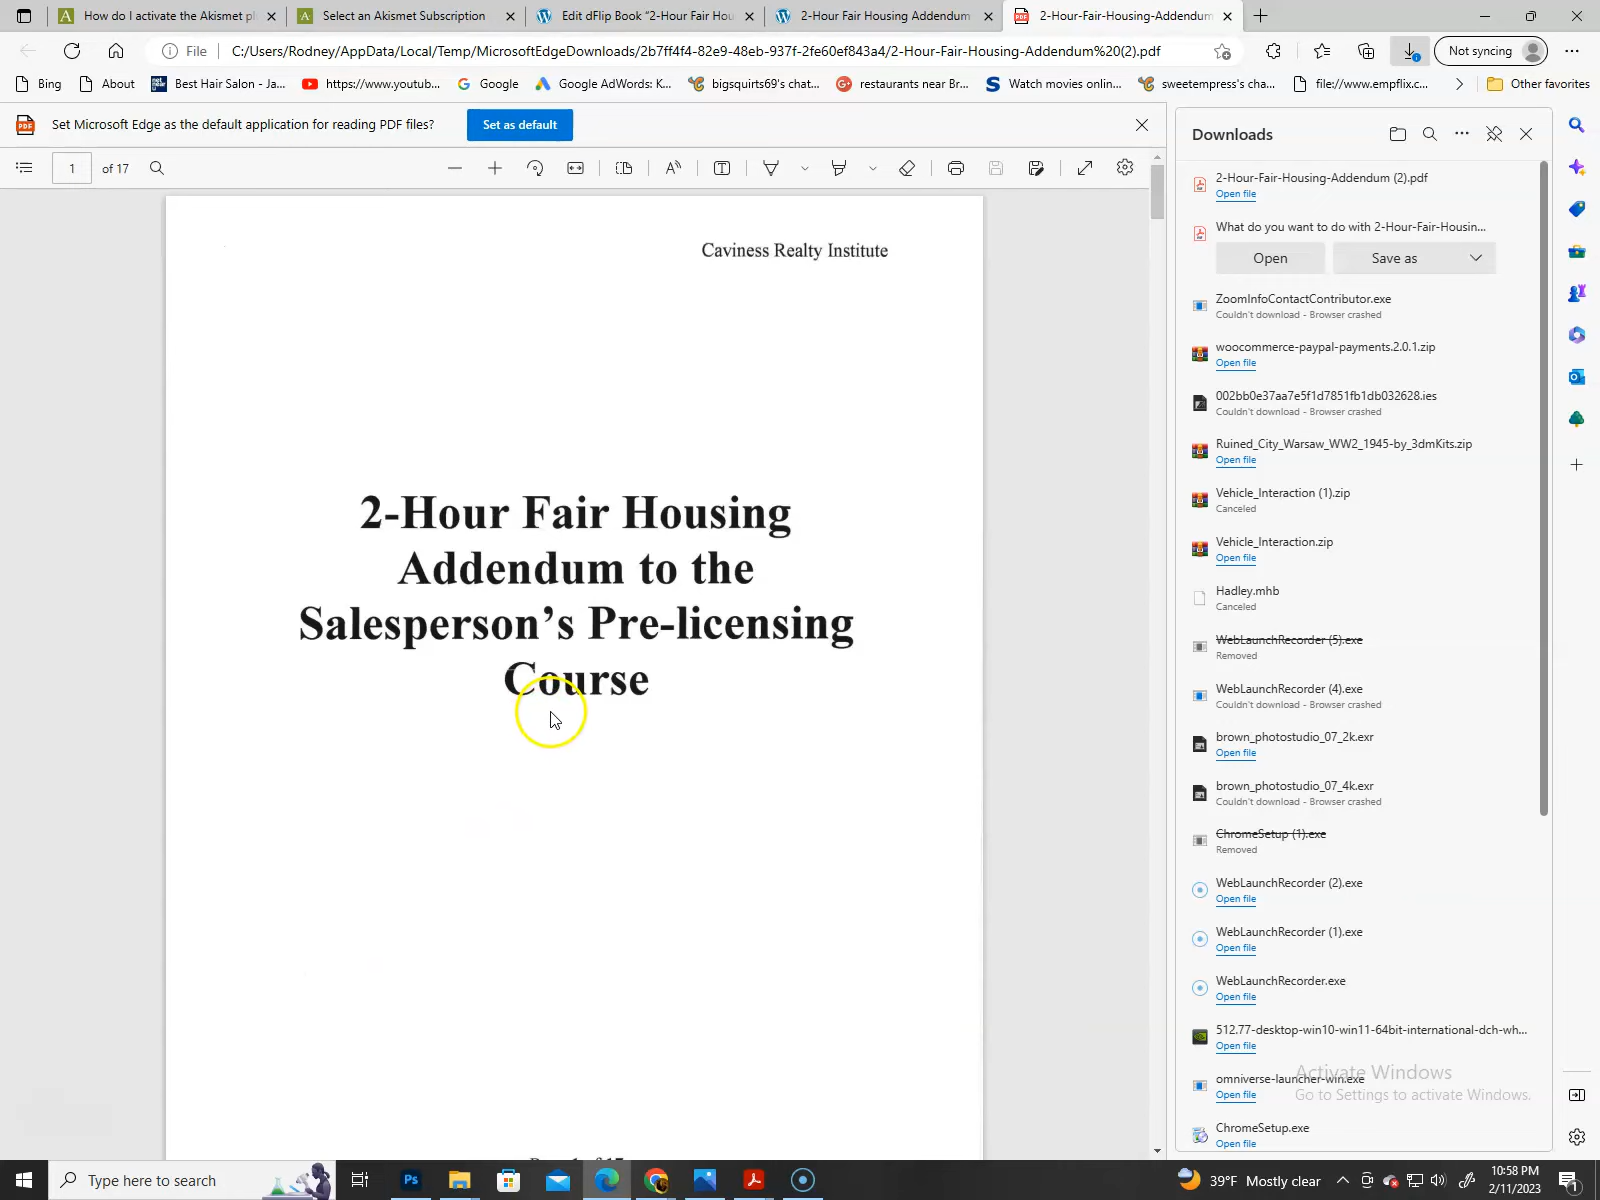 How do I activate the Akismet pl
Select an Akismet Subscription
Edit dFlip Book “2-Hour Fair Hou
2-Hour Fair Housing Addendum
2-Hour-Fair-Housing-Addendum
File
C:/Users/Rodney/AppData/Local/Temp/MicrosoftEdgeDownloads/2b7ff4f4-82e9-48eb-937f-2fe60ef843a4/2-Hour-Fair-Housing-Addendum%20(2).pdf
Not syncing
Bing
About
Best Hair Salon - Ja...
https://www.youtub...
Google
Google AdWords: K...
bigsquirts69's chat...
restaurants near Br...
Watch movies onlin...
sweetempress's cha...
file://www.empflix.c...
Other favorites
Set Microsoft Edge as the default application for reading PDF files?
Set as default
1
of 17
Caviness Realty Institute
2-Hour Fair Housing
Addendum to the
Salesperson’s Pre-licensing
Course
Downloads
2-Hour-Fair-Housing-Addendum (2).pdf
Open file
What do you want to do with 2-Hour-Fair-Housin...
Open
Save as
ZoomInfoContactContributor.exe
Couldn't download - Browser crashed
woocommerce-paypal-payments.2.0.1.zip
Open file
002bb0e37aa7e5f1d7851fb1db032628.ies
Couldn't download - Browser crashed
Ruined_City_Warsaw_WW2_1945-by_3dmKits.zip
Open file
Vehicle_Interaction (1).zip
Canceled
Vehicle_Interaction.zip
Open file
Hadley.mhb
Canceled
WebLaunchRecorder (5).exe
Removed
WebLaunchRecorder (4).exe
Couldn't download - Browser crashed
brown_photostudio_07_2k.exr
Open file
brown_photostudio_07_4k.exr
Couldn't download - Browser crashed
ChromeSetup (1).exe
Removed
WebLaunchRecorder (2).exe
Open file
WebLaunchRecorder (1).exe
Open file
WebLaunchRecorder.exe
Open file
512.77-desktop-win10-win11-64bit-international-dch-wh...
Open file
omniverse-launcher-win.exe
Open file
ChromeSetup.exe
Open file
Activate Windows
Go to Settings to activate Windows.
Type here to search
39°F Mostly clear
10:58 PM
2/11/2023